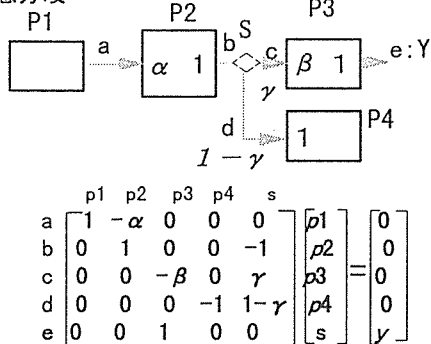 P1 P2 P3
a α 1 b S c β 1 e:Y
γ
d 1 P4
1-γ
p1 p2 p3 p4 s
a 1 -α 0 0 0 p1 0
b 0 1 0 0 -1 p2 0
c 0 0 -β 0 γ p3 = 0
d 0 0 0 -1 1-γ p4 0
e 0 0 1 0 0 s y